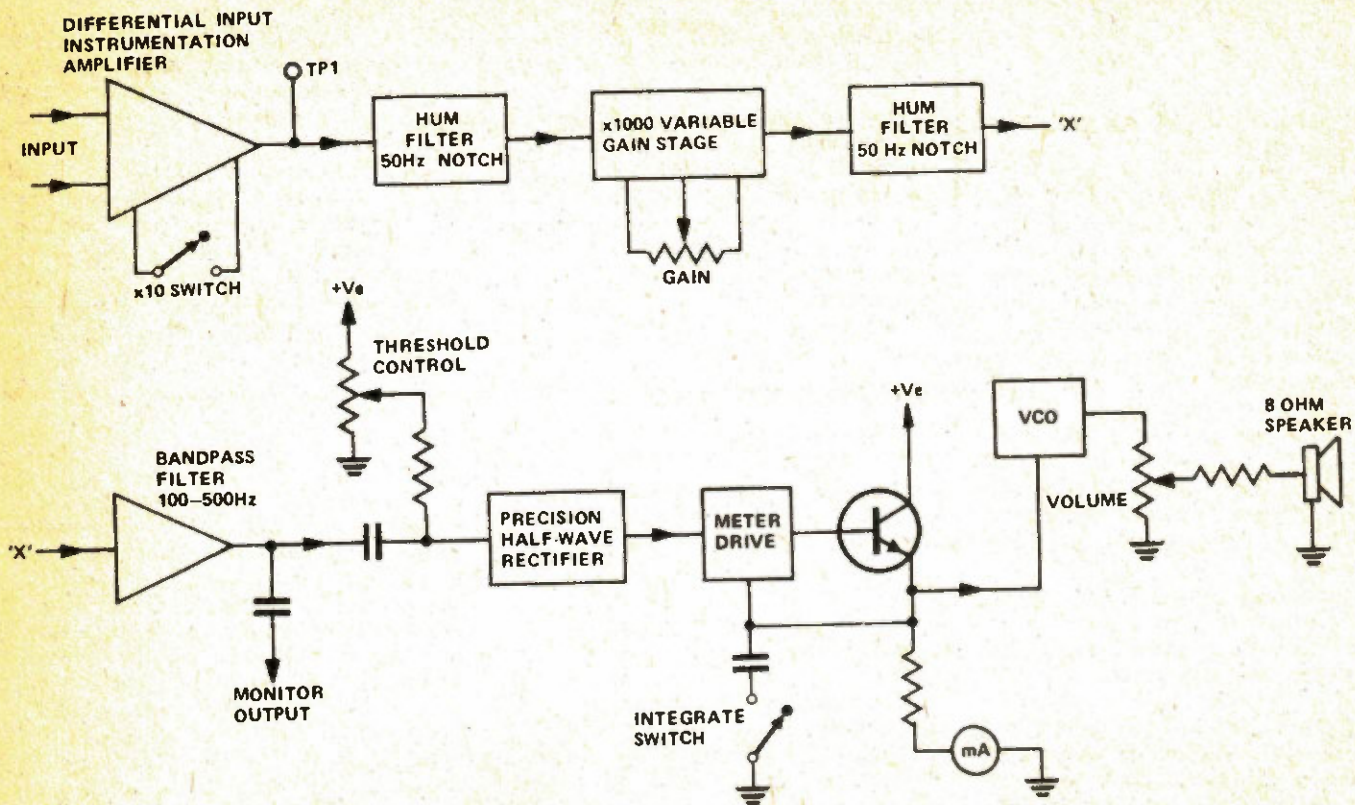 DIFFERENTIAL INPUT
INSTRUMENTATION
AMPLIFIER
TP1
INPUT
x10 SWITCH
HUM
FILTER
50Hz NOTCH
x1000 VARIABLE
GAIN STAGE
GAIN
HUM
FILTER
50 Hz NOTCH
'X'
+Ve
THRESHOLD
CONTROL
BANDPASS
FILTER
100–500Hz
'X'
MONITOR
OUTPUT
PRECISION
HALF-WAVE
RECTIFIER
METER
DRIVE
INTEGRATE
SWITCH
+Ve
mA
VCO
VOLUME
8 OHM
SPEAKER